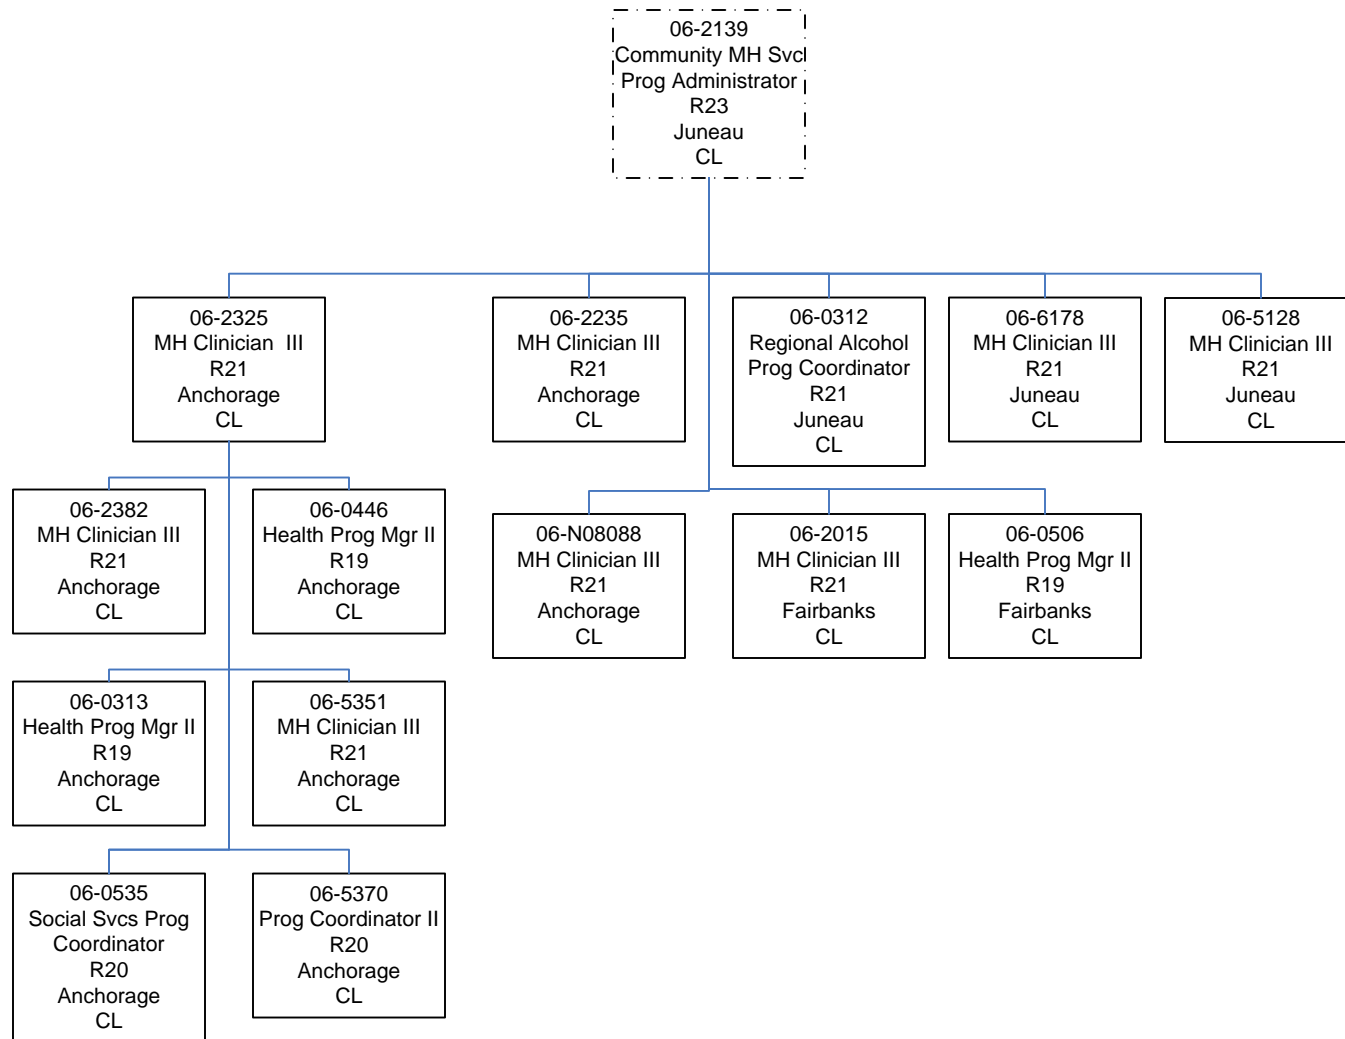 06-2139
Community MH Svc
Prog Administrator
R23
Juneau
CL
06-2325
MH Clinician  III
R21
Anchorage
CL
06-2235
MH Clinician III
R21
Anchorage
CL
06-0312
Regional Alcohol
Prog Coordinator
R21
Juneau
CL
06-6178
MH Clinician III
R21
Juneau
CL
06-5128
MH Clinician III
R21
Juneau
CL
06-2382
MH Clinician III
R21
Anchorage
CL
06-0446
Health Prog Mgr II
R19
Anchorage
CL
06-N08088
MH Clinician III
R21
Anchorage
CL
06-2015
MH Clinician III
R21
Fairbanks
CL
06-0506
Health Prog Mgr II
R19
Fairbanks
CL
06-0313
Health Prog Mgr II
R19
Anchorage
CL
06-5351
MH Clinician III
R21
Anchorage
CL
06-0535
Social Svcs Prog
Coordinator
R20
Anchorage
CL
06-5370
Prog Coordinator II
R20
Anchorage
CL